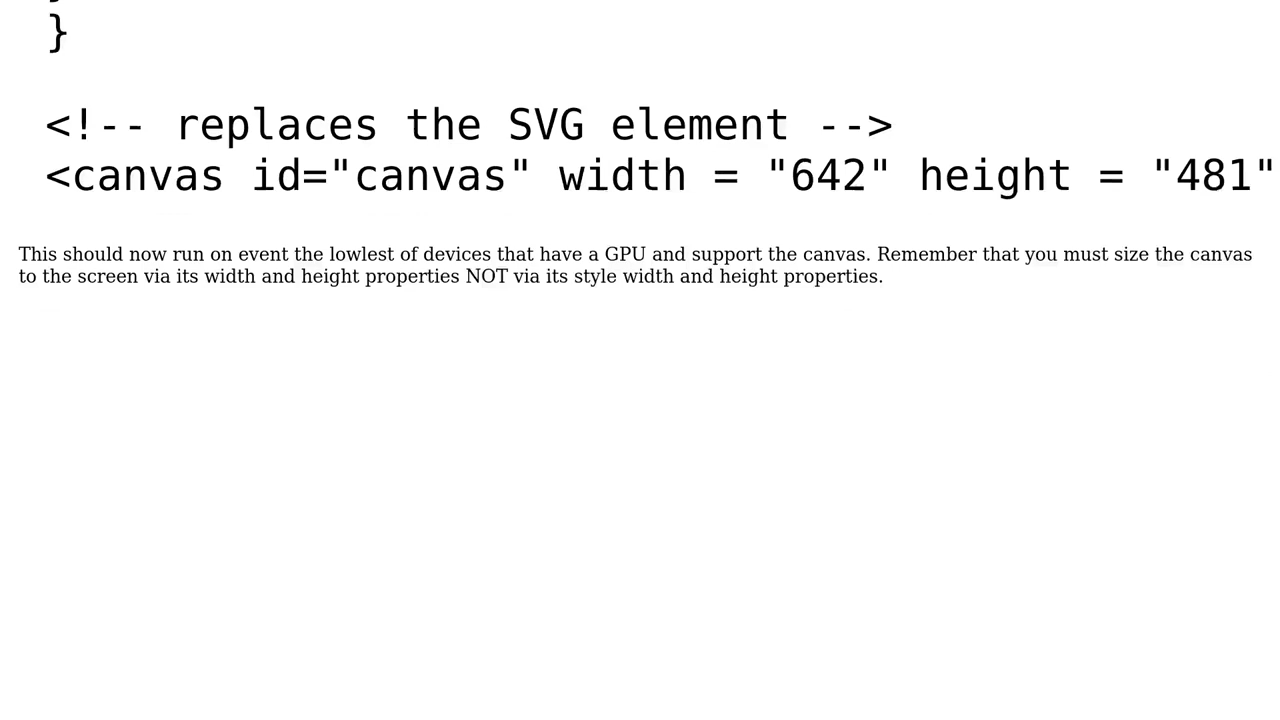 }
<!-- replaces the SVG element -->
<canvas id="canvas" width = "642" height = "481"
This should now run on event the lowlest of devices that have a GPU and support the canvas. Remember that you must size the canvas
to the screen via its width and height properties NOT via its style width and height properties.